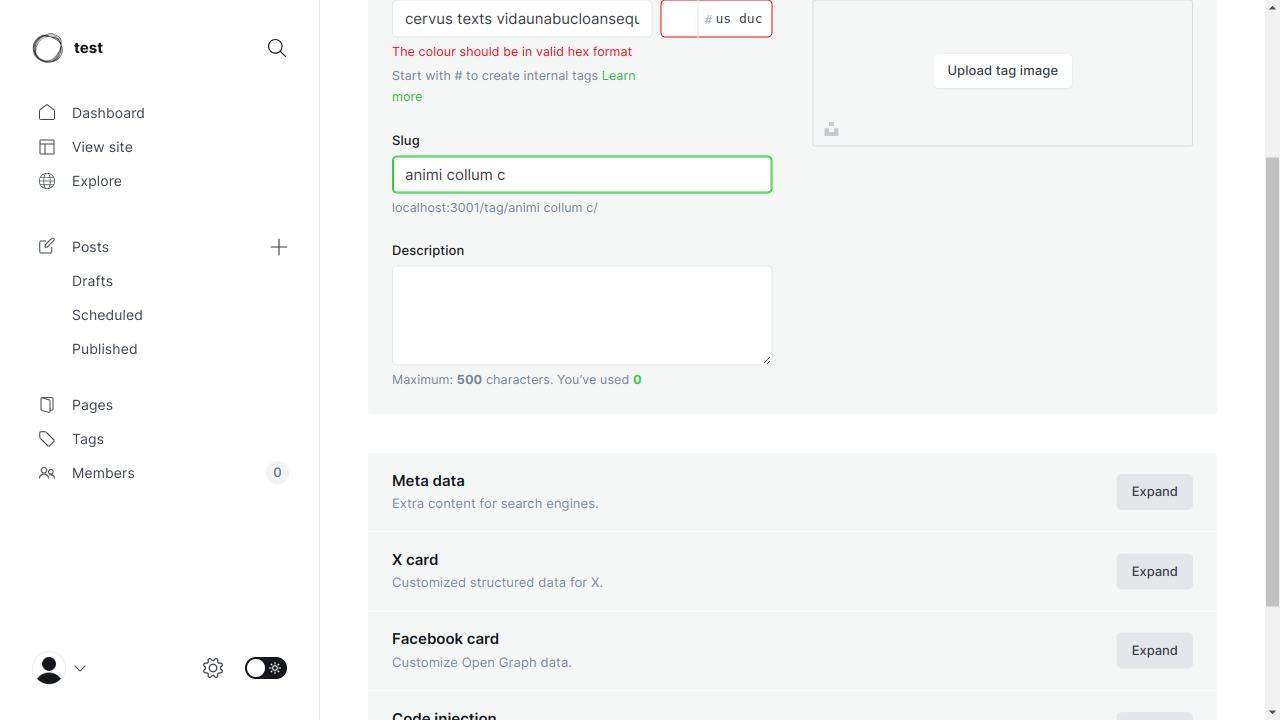 test
Dashboard
View site
Explore
Posts
Drafts
Scheduled
Published
Pages
Tags
Members 0
cervus texts vidaunabucloansequ
# us duc
The colour should be in valid hex format
Start with # to create internal tags Learn
more
Slug
animi collum c
localhost:3001/tag/animi collum c/
Description
Maximum: 500 characters. You’ve used 0
Upload tag image
Meta data
Extra content for search engines.
Expand
X card
Customized structured data for X.
Expand
Facebook card
Customize Open Graph data.
Expand
Code injection